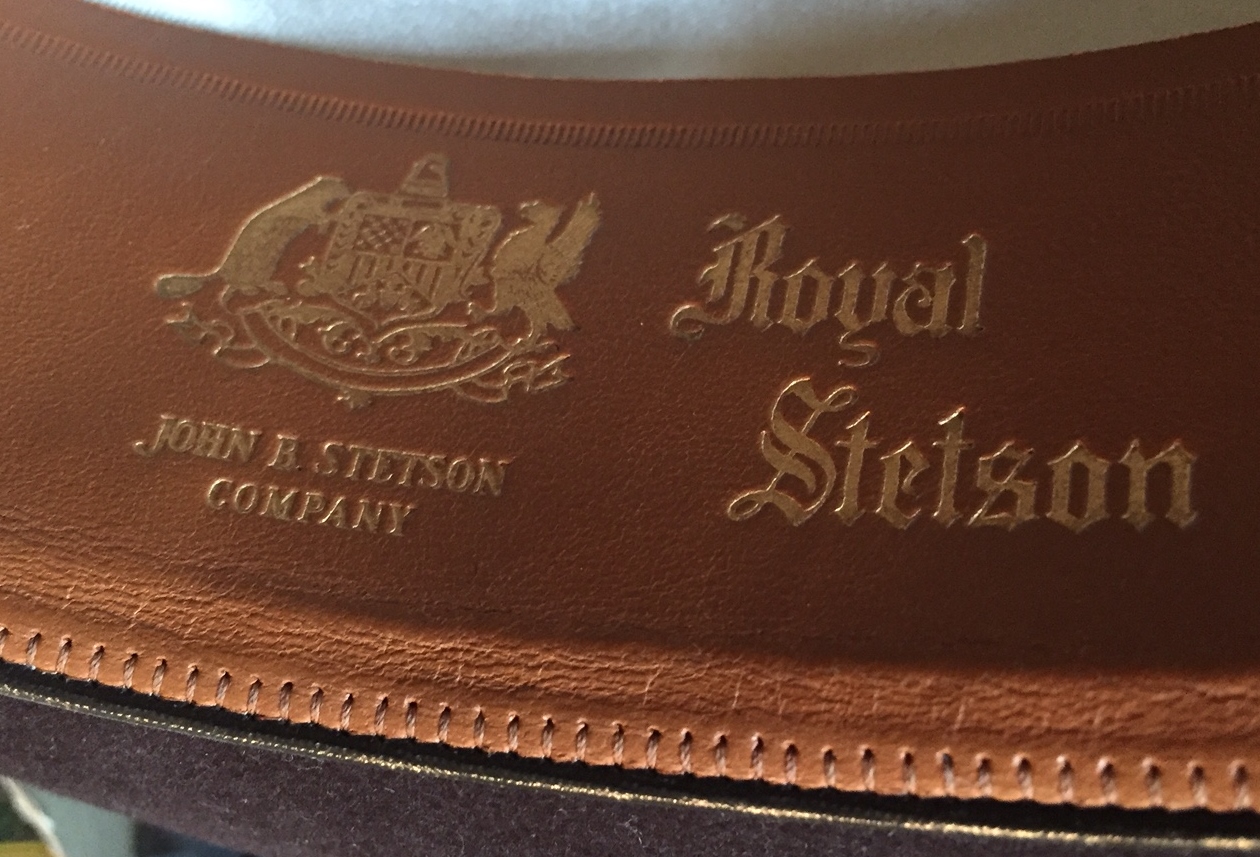 JOHN B. STETSON
COMPANY
Royal
Stetson